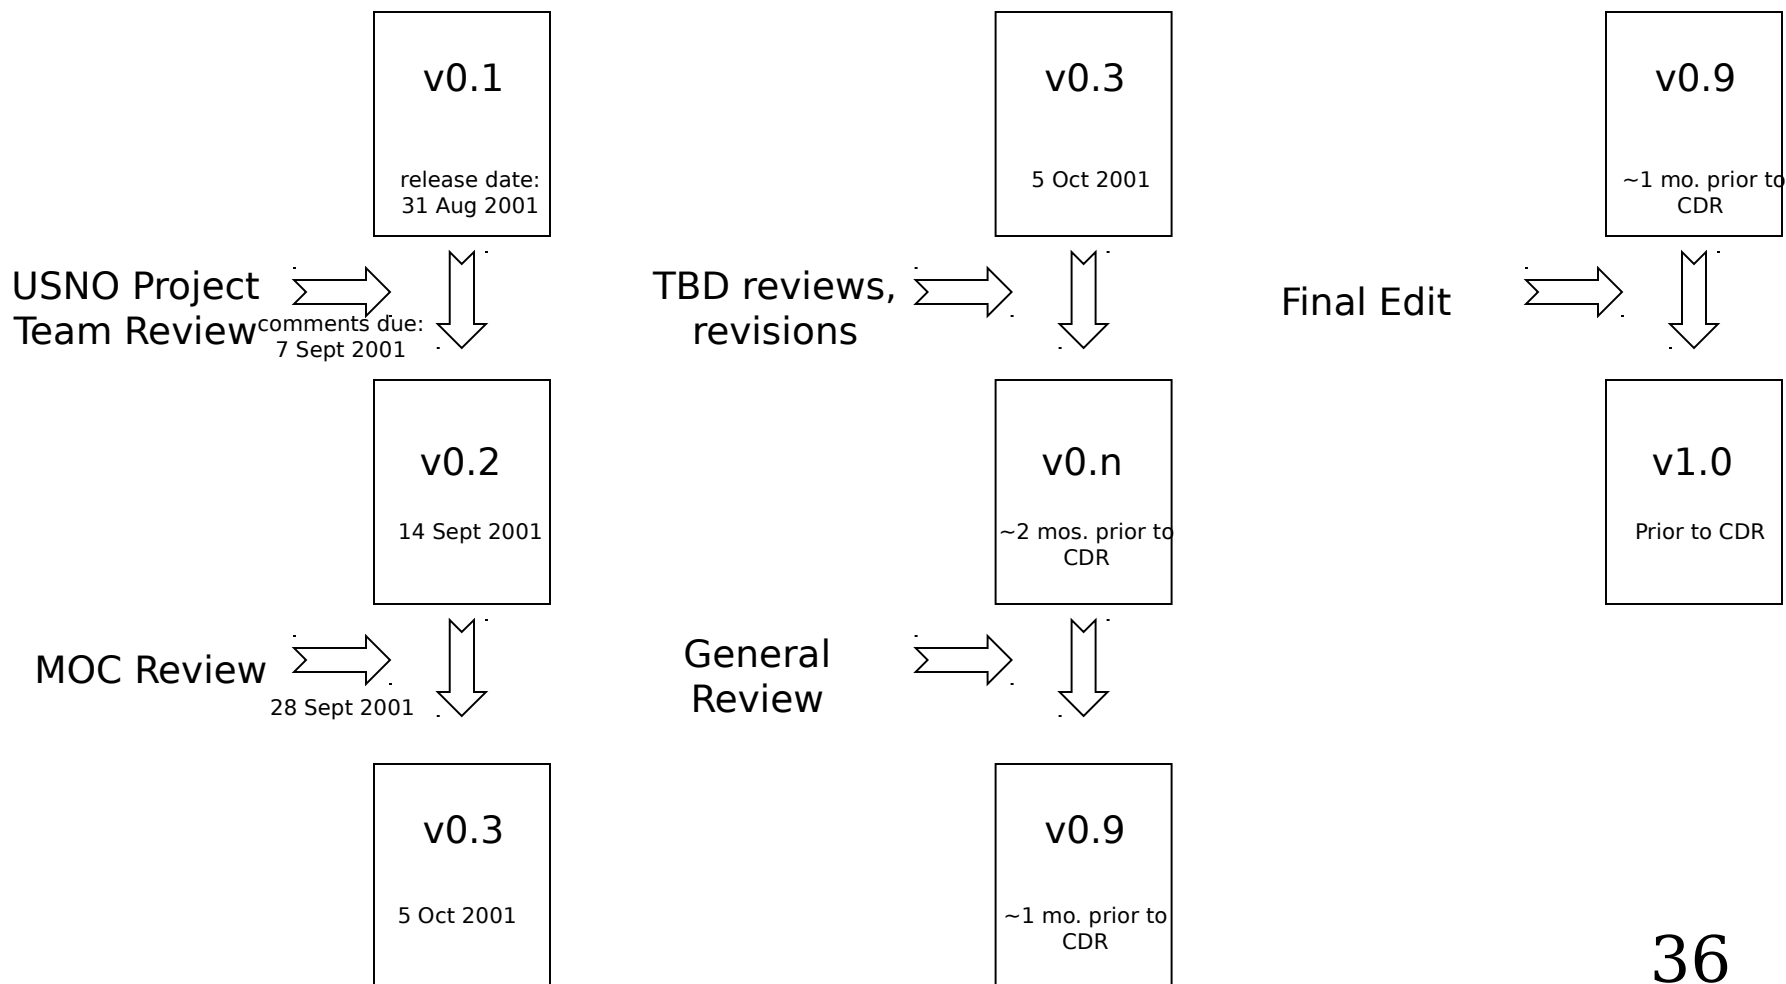 v0.1
release date:
31 Aug 2001
USNO Project
Team Review
comments due:
7 Sept 2001
v0.2
14 Sept 2001
MOC Review
28 Sept 2001
v0.3
5 Oct 2001
v0.3
5 Oct 2001
TBD reviews,
revisions
v0.n
~2 mos. prior to
CDR
General
Review
v0.9
~1 mo. prior to
CDR
v0.9
~1 mo. prior to
CDR
Final Edit
v1.0
Prior to CDR
36